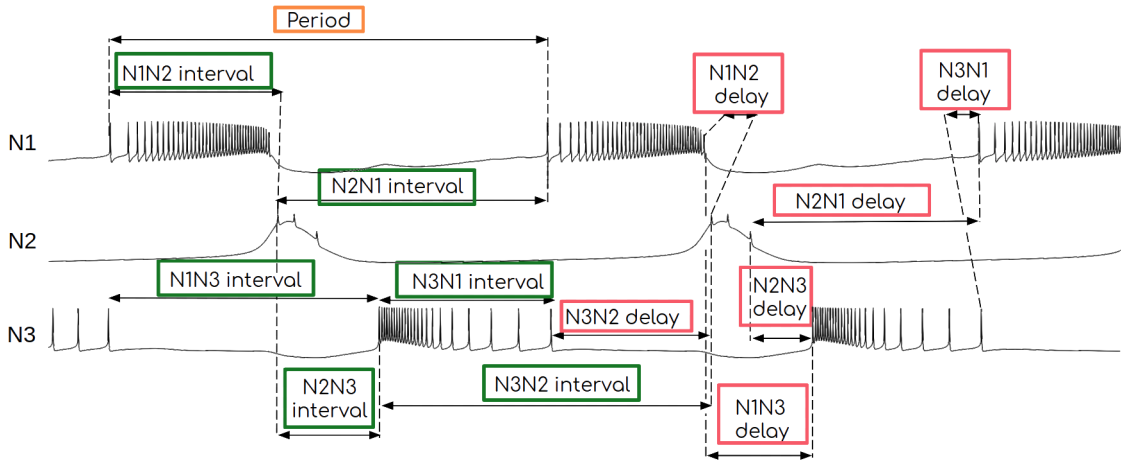 Period
N1N2 interval
N1N2
delay
N3N1
delay
N1
N2N1 interval
N2N1 delay
N2
N1N3 interval
N3N1 interval
N2N3
delay
N3N2 delay
N3
N2N3
interval
N3N2 interval
N1N3
delay